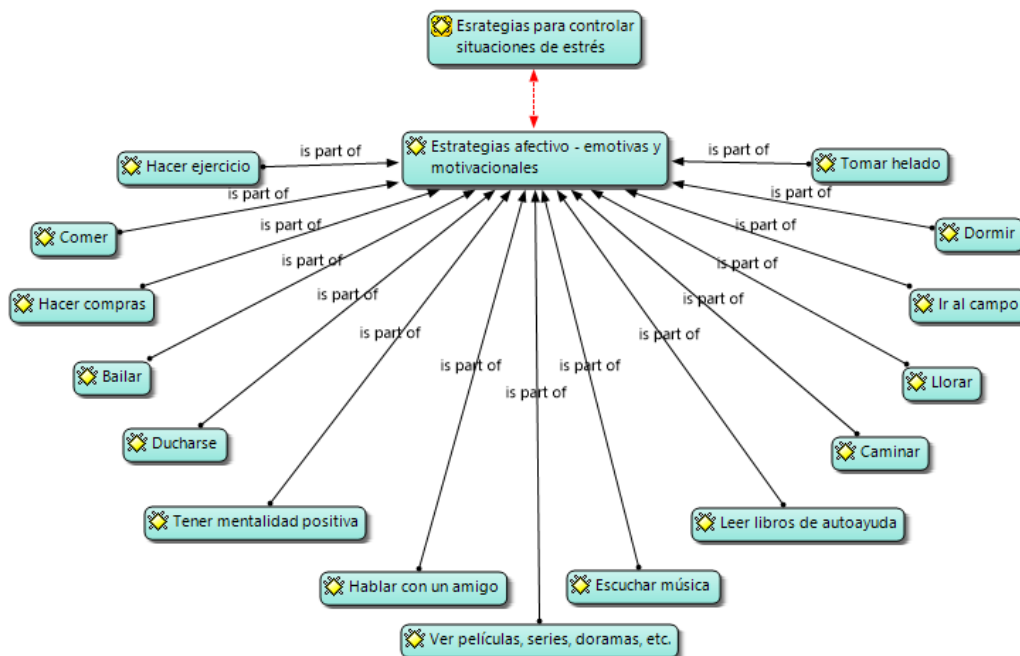 Esrategias para controlar
situaciones de estrés
Estrategias afectivo - emotivas y
motivacionales
is part of
Hacer ejercicio
is part of
Tomar helado
is part of
is part of
Comer
is part of
Dormir
is part of
is part of
Hacer compras
is part of
is part of
Ir al campo
is part of
is part of
is part of
Bailar
is part of
is part of
Llorar
is part of
Ducharse
Caminar
Tener mentalidad positiva
Leer libros de autoayuda
Hablar con un amigo
Escuchar música
Ver películas, series, doramas, etc.